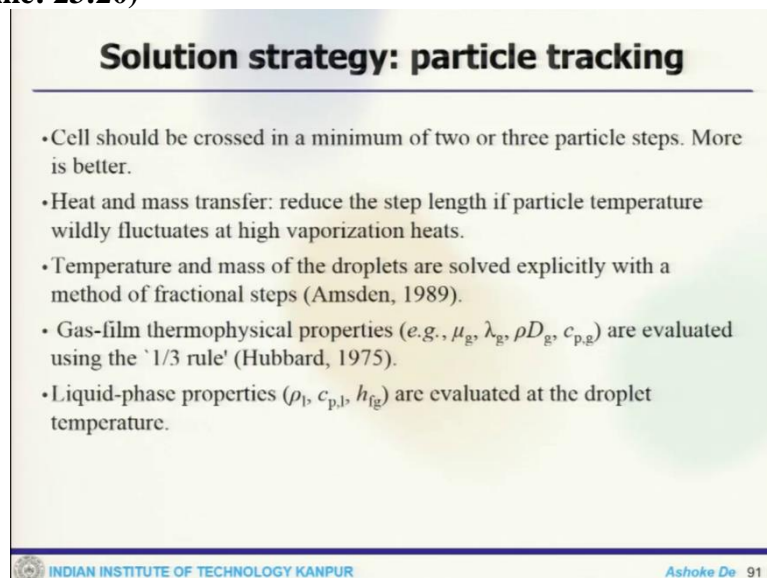 Solution strategy: particle tracking
•Cell should be crossed in a minimum of two or three particle steps. More
is better.
•Heat and mass transfer: reduce the step length if particle temperature
wildly fluctuates at high vaporization heats.
•Temperature and mass of the droplets are solved explicitly with a
method of fractional steps (Amsden, 1989).
• Gas-film thermophysical properties (e.g., μg, λg, ρDg, cp,g) are evaluated
using the `1/3 rule' (Hubbard, 1975).
•Liquid-phase properties (ρl, cp,l, hfg) are evaluated at the droplet
temperature.
INDIAN INSTITUTE OF TECHNOLOGY KANPUR
Ashoke De 91